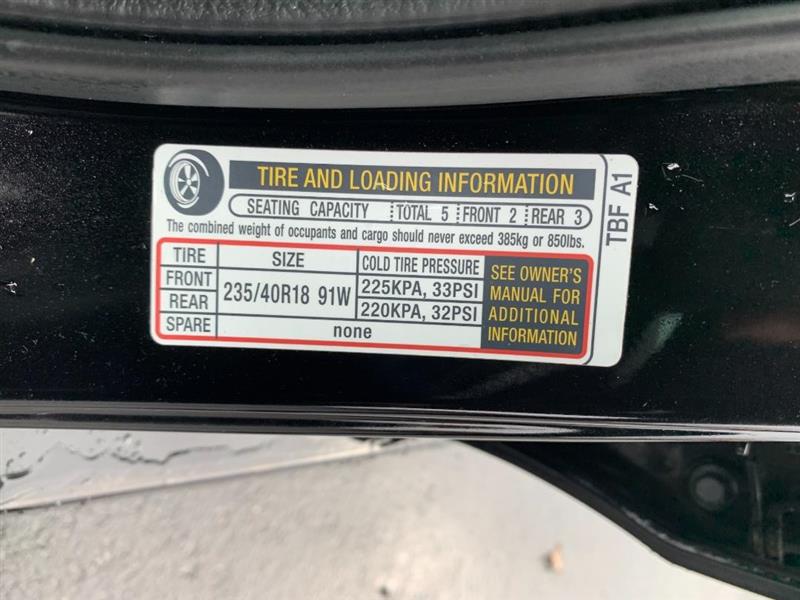 TIRE AND LOADING INFORMATION
SEATING CAPACITY TOTAL 5 FRONT 2 REAR 3
The combined weight of occupants and cargo should never exceed 385kg or 850lbs.
TIRE SIZE COLD TIRE PRESSURE
FRONT 235/40R18 91W 225KPA, 33PSI
REAR 220KPA, 32PSI
SPARE none
SEE OWNER'S
MANUAL FOR
ADDITIONAL
INFORMATION
TBF A1